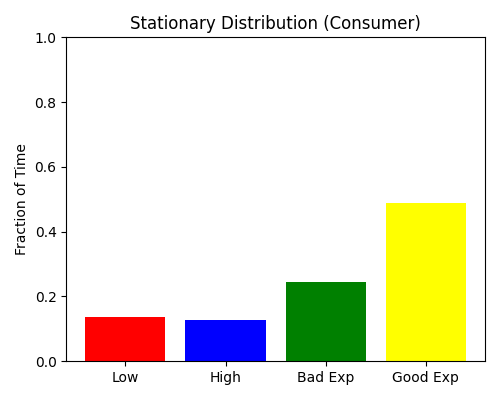 Stationary Distribution (Consumer)
Fraction of Time
1.0
0.8
0.6
0.4
0.2
0.0
Low High Bad Exp Good Exp